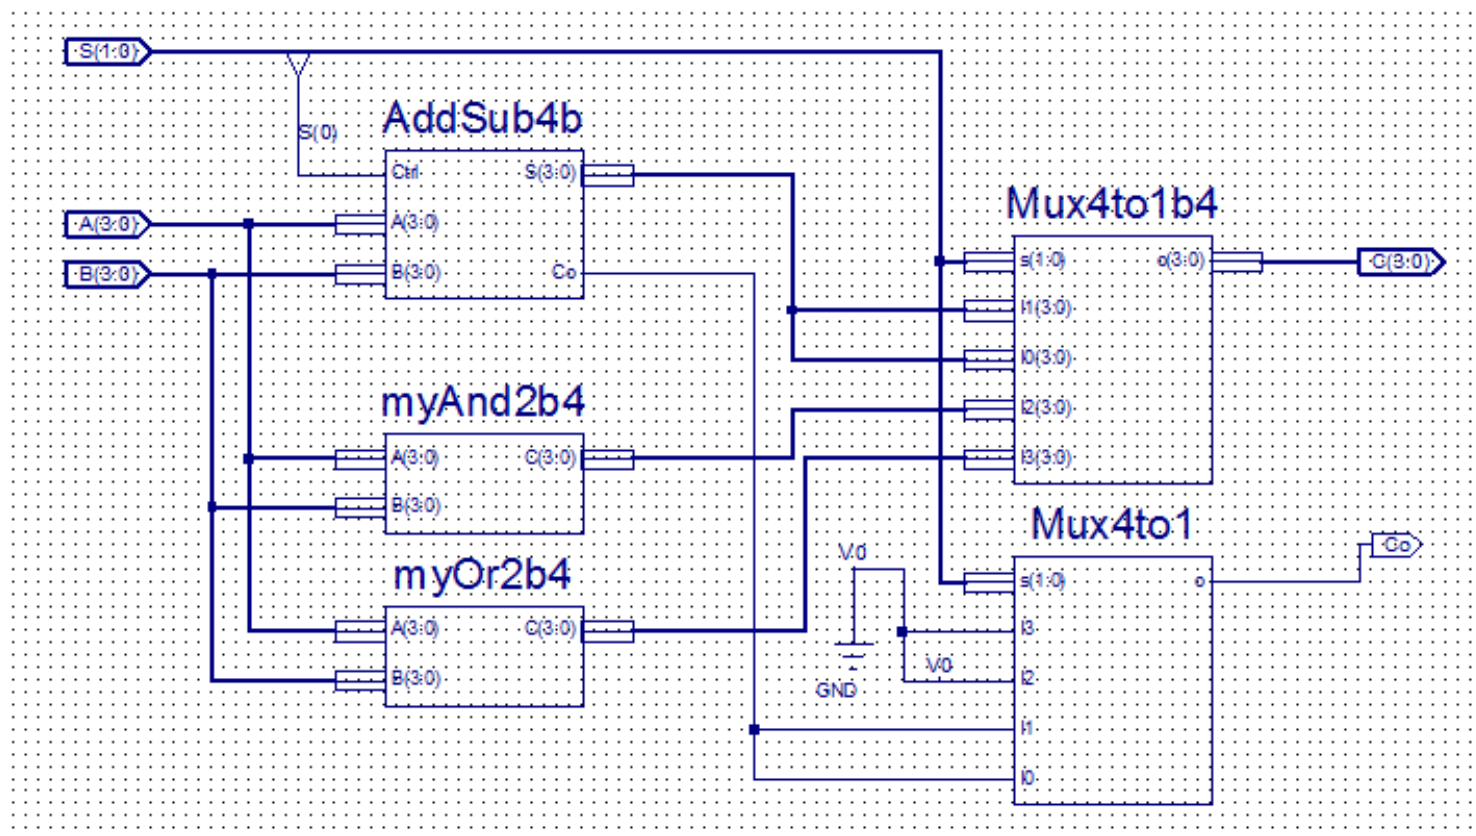 S(1:0)
S(0)
AddSub4b
Ctrl
S(3:0)
A(3:0)
A(3:0)
B(3:0)
B(3:0)
Co
Mux4to1b4
s(1:0)
o(3:0)
C(3:0)
I1(3:0)
I0(3:0)
I2(3:0)
I3(3:0)
myAnd2b4
A(3:0)
C(3:0)
B(3:0)
Mux4to1
V0
Co
s(1:0)
o
I3
V0
I2
GND
I1
I0
myOr2b4
A(3:0)
C(3:0)
B(3:0)